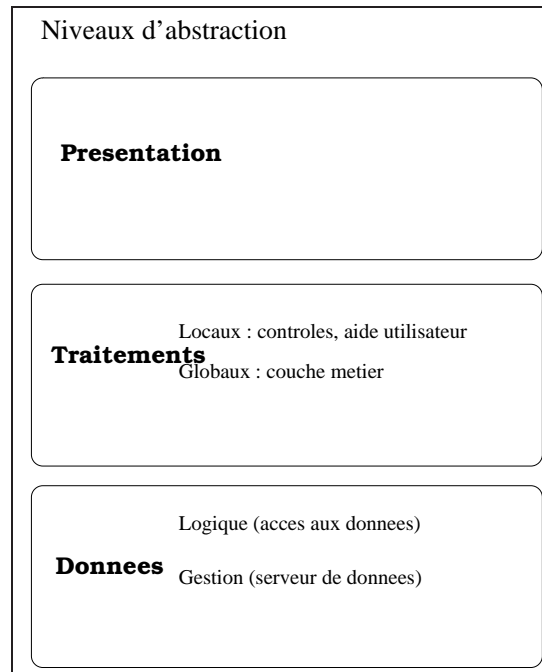 Niveaux d’abstraction
Presentation
Locaux : controles, aide utilisateur
Traitements
Globaux : couche metier
Logique (acces aux donnees)
Donnees
Gestion (serveur de donnees)